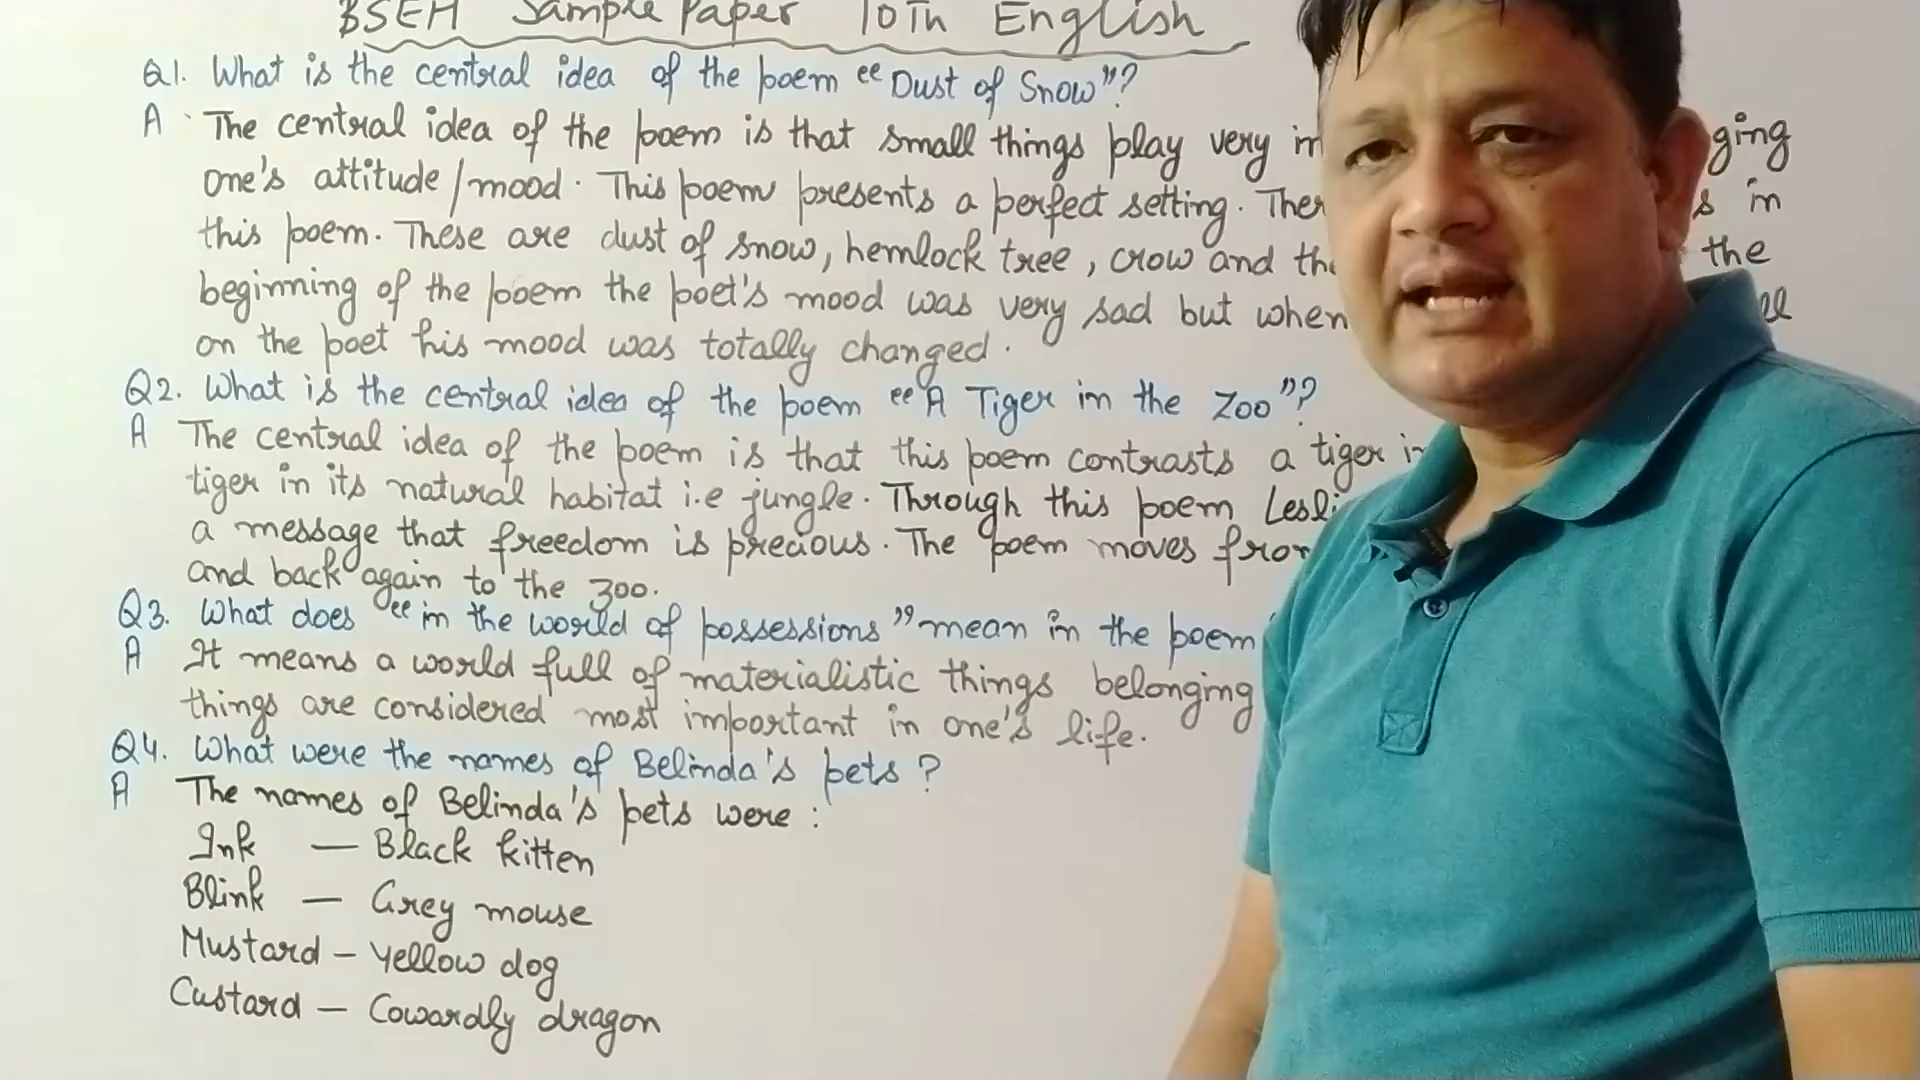 BSEH Sample Paper 10Th English
Q1. What is the central idea of the poem "Dust of Snow"?
A The central idea of the poem is that small things play very
one's attitude/mood. This poem presents a perfect setting. in
this poem. These are dust of snow, hemlock tree, crow and the
beginning of the poem the poet's mood was very sad but when
on the poet his mood was totally changed.
Q2. What is the central idea of the poem "A Tiger in the Zoo"?
A The central idea of the poem is that this poem contrasts a tiger
tiger in its natural habitat i.e jungle. Through this poem
a message that freedom is precious. The poem moves
and back again to the zoo.
Q3. What does "in the world of possessions" mean in the poem
A It means a world full of materialistic things belonging
things are considered most important in one's life.
Q4. What were the names of Belinda's pets?
A The names of Belinda's pets were:
Ink — Black kitten
Blink — Grey mouse
Mustard — Yellow dog
Custard — Cowardly dragon